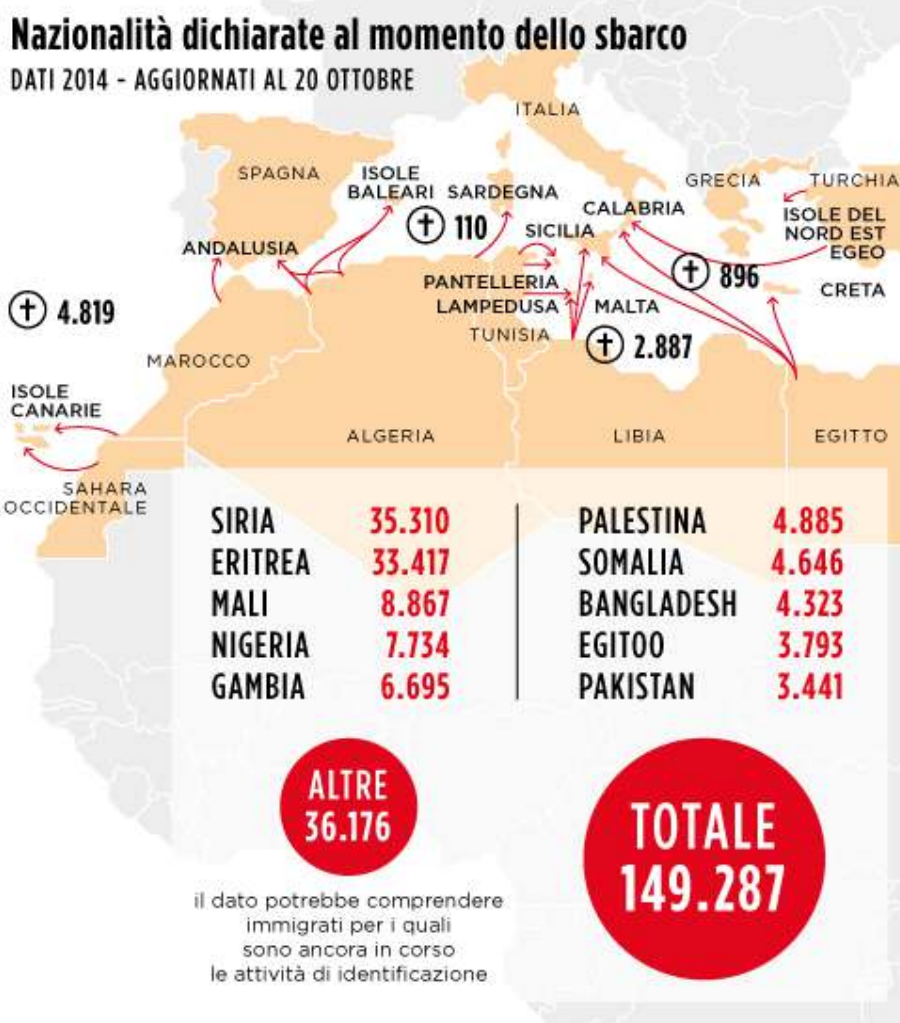 Nazionalità dichiarate al momento dello sbarco
DATI 2014 - AGGIORNATI AL 20 OTTOBRE
ITALIA
SPAGNA
ISOLE
BALEARI
SARDEGNA
GRECIA
TURCHIA
110
CALABRIA
SICILIA
ISOLE DEL
NORD EST
EGEO
ANDALUSIA
896
PANTELLERIA
LAMPEDUSA
MALTA
CRETA
4.819
TUNISIA
2.887
MAROCCO
ISOLE
CANARIE
ALGERIA
LIBIA
EGITTO
SAHARA
OCCIDENTALE
SIRIA 35.310
ERITREA 33.417
MALI 8.867
NIGERIA 7.734
GAMBIA 6.695
PALESTINA 4.885
SOMALIA 4.646
BANGLADESH 4.323
EGITOO 3.793
PAKISTAN 3.441
ALTRE
36.176
il dato potrebbe comprendere
immigrati per i quali
sono ancora in corso
le attività di identificazione
TOTALE
149.287